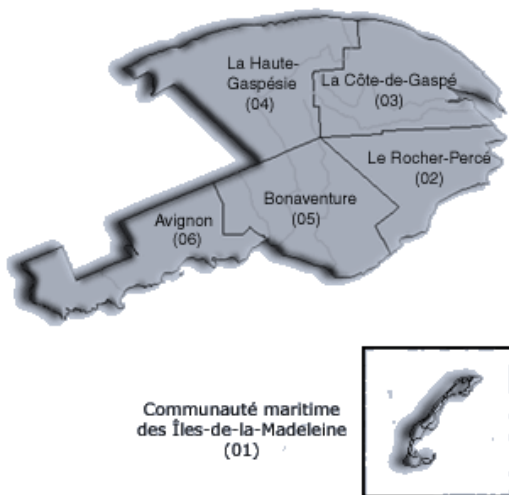 La Haute-
Gaspésie
(04)
La Côte-de-Gaspé
(03)
Le Rocher-Percé
(02)
Bonaventure
(05)
Avignon
(06)
Communauté maritime
des Îles-de-la-Madeleine
(01)